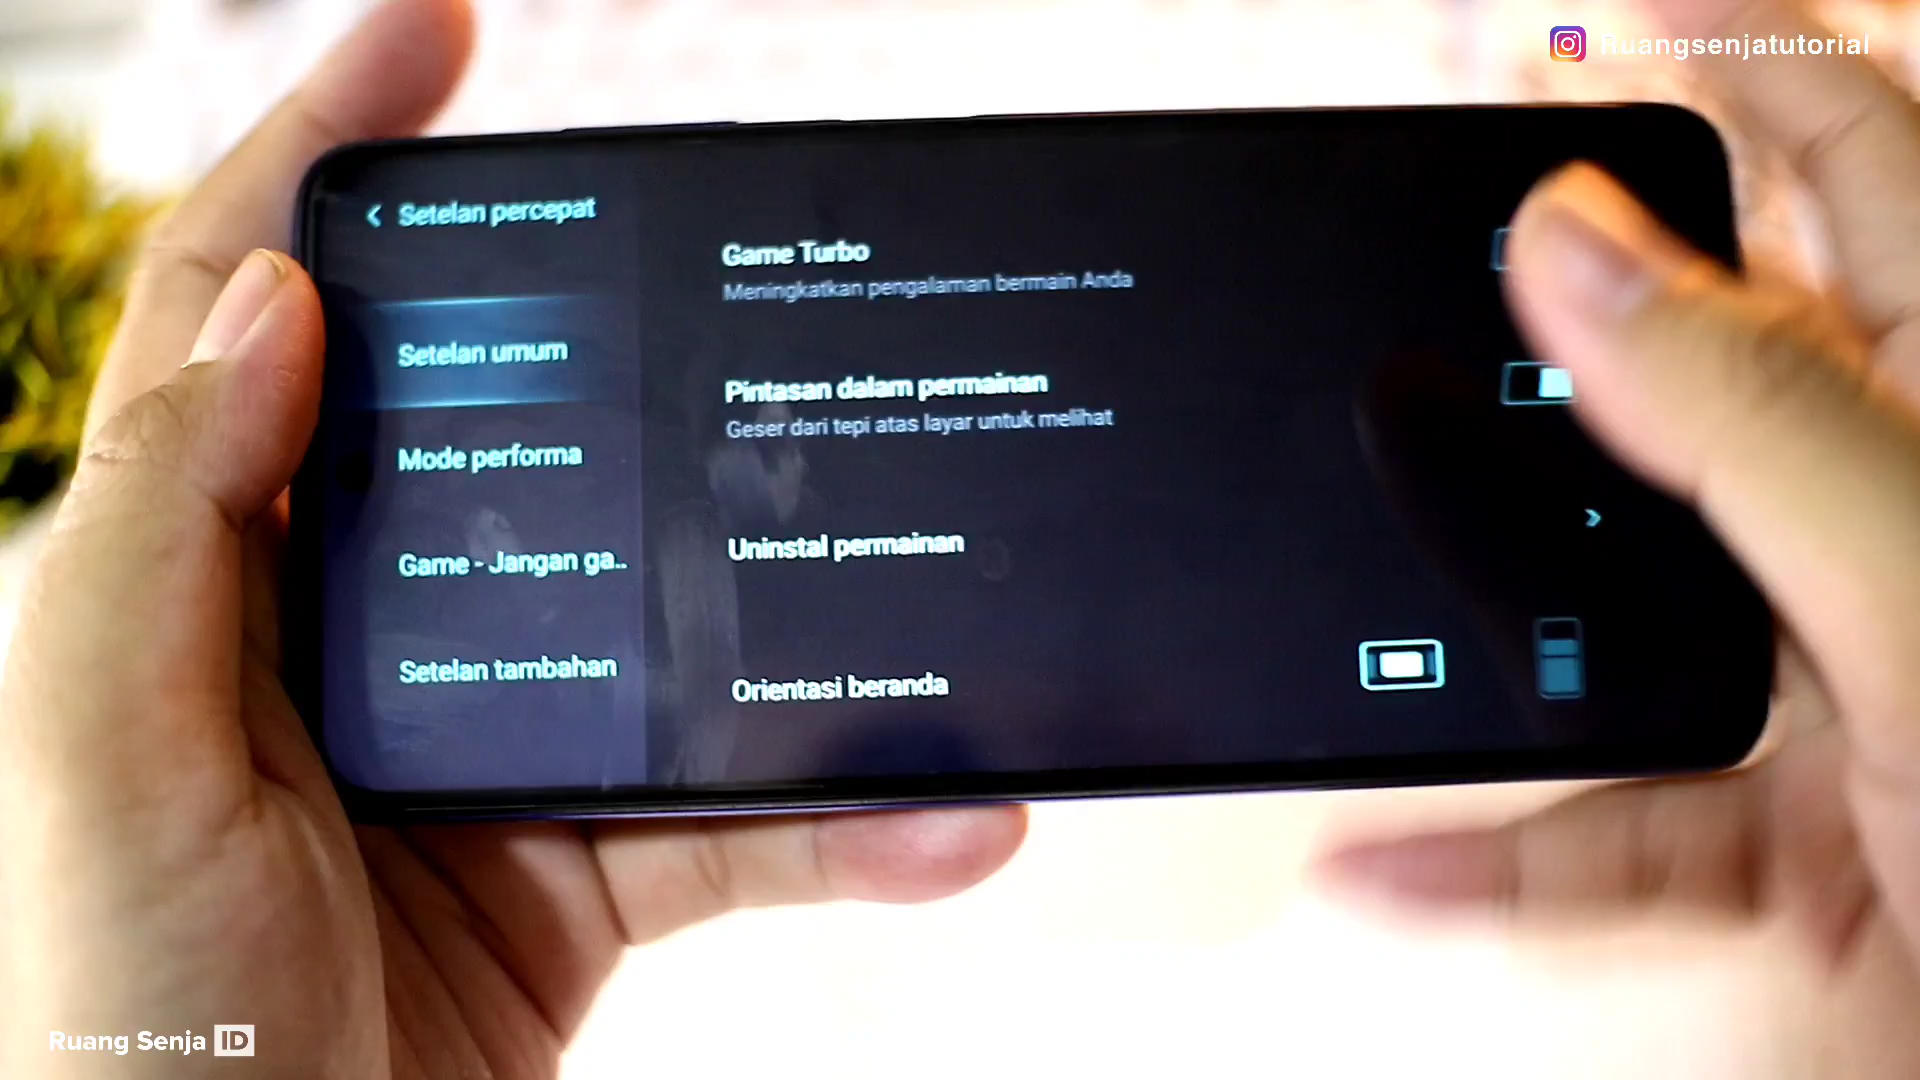 Ruangsenjatutorial
Setelan percepat
Setelan umum
Mode performa
Game - Jangan ga..
Setelan tambahan
Game Turbo
Meningkatkan pengalaman bermain Anda
Pintasan dalam permainan
Geser dari tepi atas layar untuk melihat
Uninstal permainan
Orientasi beranda
Ruang Senja ID